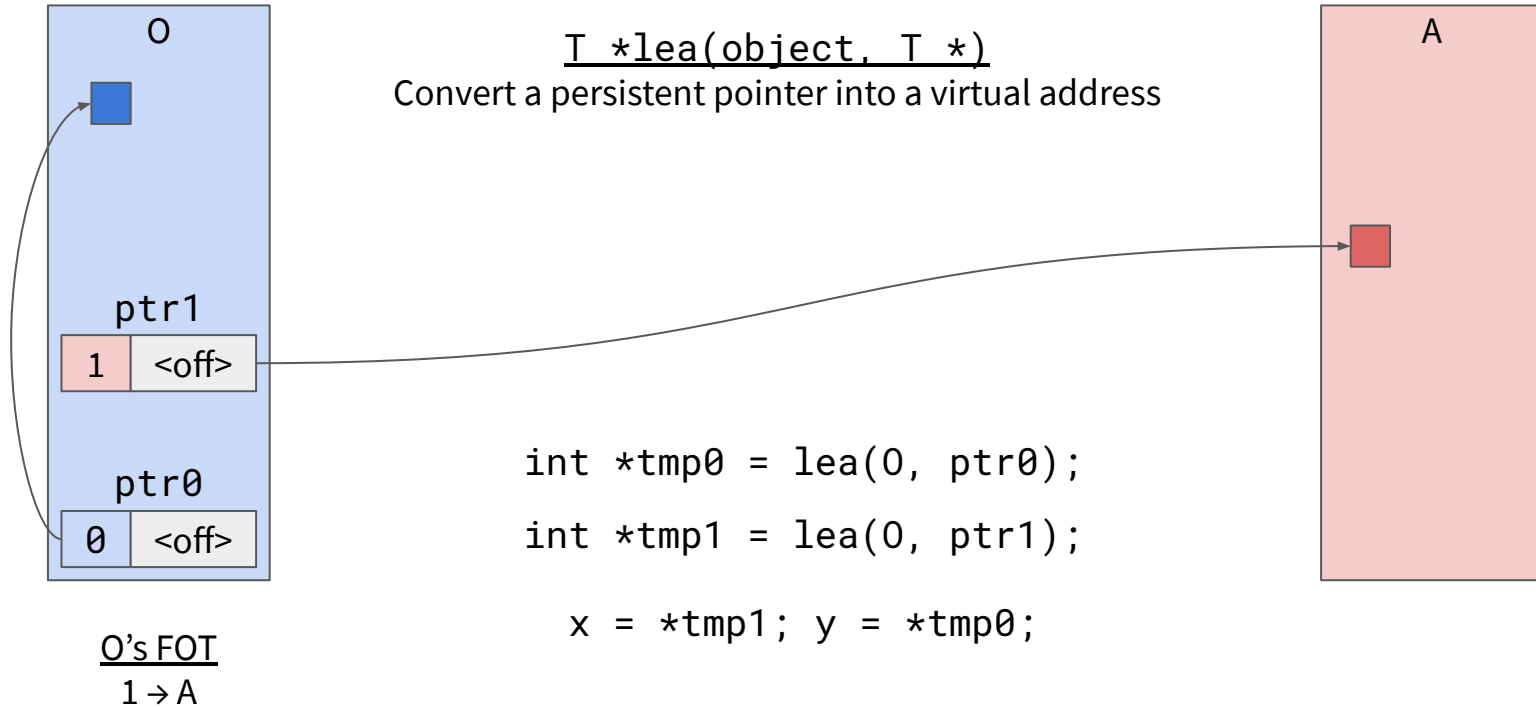 O
A
T *lea(object, T *)
Convert a persistent pointer into a virtual address
ptr1
1 <off>
ptr0
0 <off>
int *tmp0 = lea(O, ptr0);
int *tmp1 = lea(O, ptr1);
x = *tmp1; y = *tmp0;
O’s FOT
1 → A